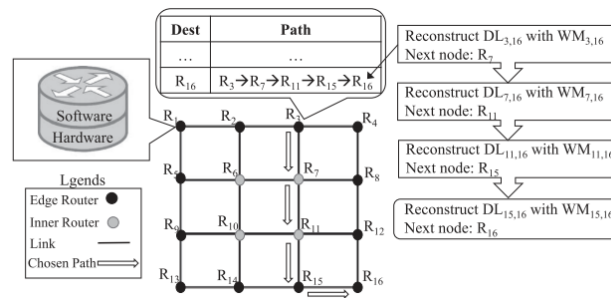 Dest Path
... ...
R16 R3→R7→R11→R15→R16
Reconstruct DL3,16 with WM3,16
Next node: R7
Reconstruct DL7,16 with WM7,16
Next node: R11
Reconstruct DL11,16 with WM11,16
Next node: R15
Reconstruct DL15,16 with WM15,16
Next node: R16
Software
Hardware
R1 R2 R3 R4
R5 R6 R7 R8
R9 R10 R11 R12
R13 R14 R15 R16
Legends
Edge Router
Inner Router
Link
Chosen Path